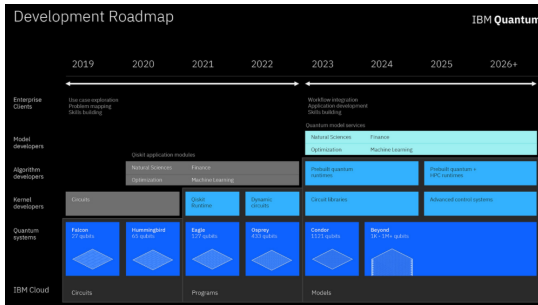 Development Roadmap
IBM Quantum
2019 2020 2021 2022 2023 2024 2025 2026+
Enterprise
Clients
Use case exploration
Problem mapping
Skills building
Workflow integration
Application development
Skills building
Quantum model services
Model
developers
Natural Sciences Finance
Optimization Machine Learning
Qiskit application modules
Algorithm
developers
Natural Sciences Finance
Optimization Machine Learning
Prebuilt quantum
runtimes
Prebuilt quantum +
HPC runtimes
Kernel
developers
Circuits
Qiskit
Runtime
Dynamic
circuits
Circuit libraries
Advanced control systems
Quantum
systems
Falcon
27 qubits
Hummingbird
65 qubits
Eagle
127 qubits
Osprey
433 qubits
Condor
1121 qubits
Beyond
1K - 1M+ qubits
IBM Cloud
Circuits
Programs
Models